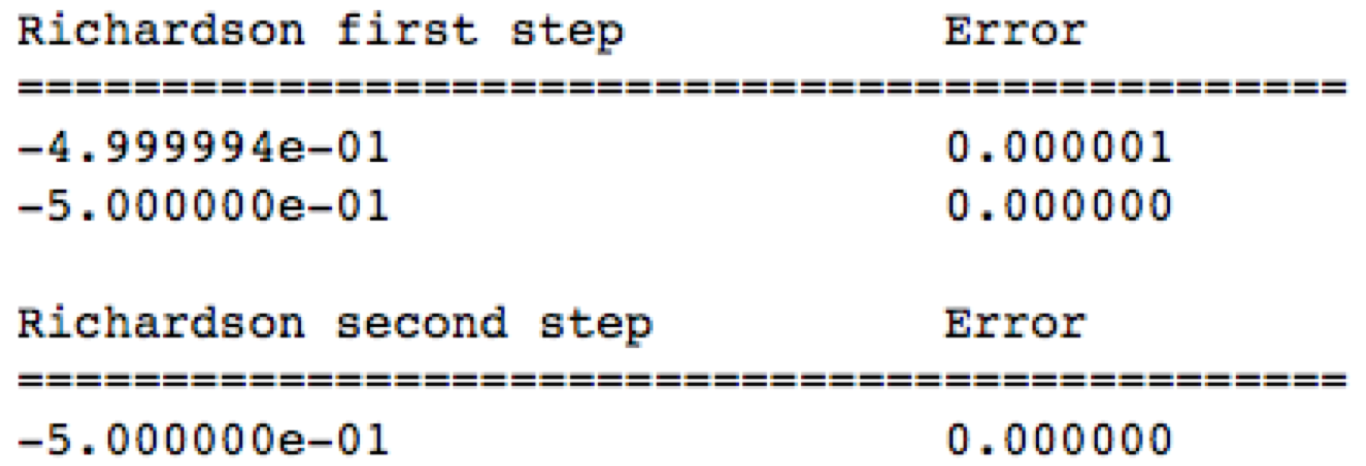 Richardson first step Error
==============================================
-4.999994e-01 0.000001
-5.000000e-01 0.000000
Richardson second step Error
==============================================
-5.000000e-01 0.000000